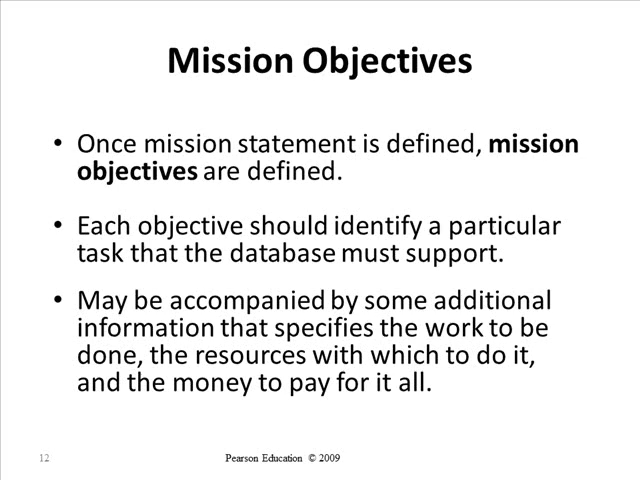 Mission Objectives
• Once mission statement is defined, mission
objectives are defined.
• Each objective should identify a particular
task that the database must support.
• May be accompanied by some additional
information that specifies the work to be
done, the resources with which to do it,
and the money to pay for it all.
12
Pearson Education © 2009